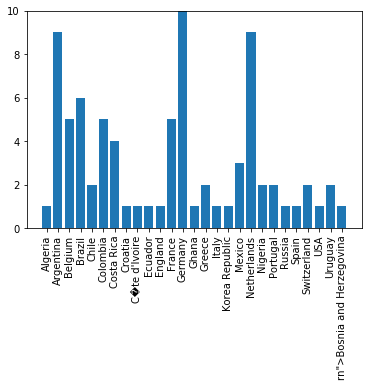 10
8
6
4
2
0
Algeria
Argentina
Belgium
Brazil
Chile
Colombia
Costa Rica
Croatia
C�te d'Ivoire
Ecuador
England
France
Germany
Ghana
Greece
Italy
Korea Republic
Mexico
Netherlands
Nigeria
Portugal
Russia
Spain
Switzerland
USA
Uruguay
rn">Bosnia and Herzegovina